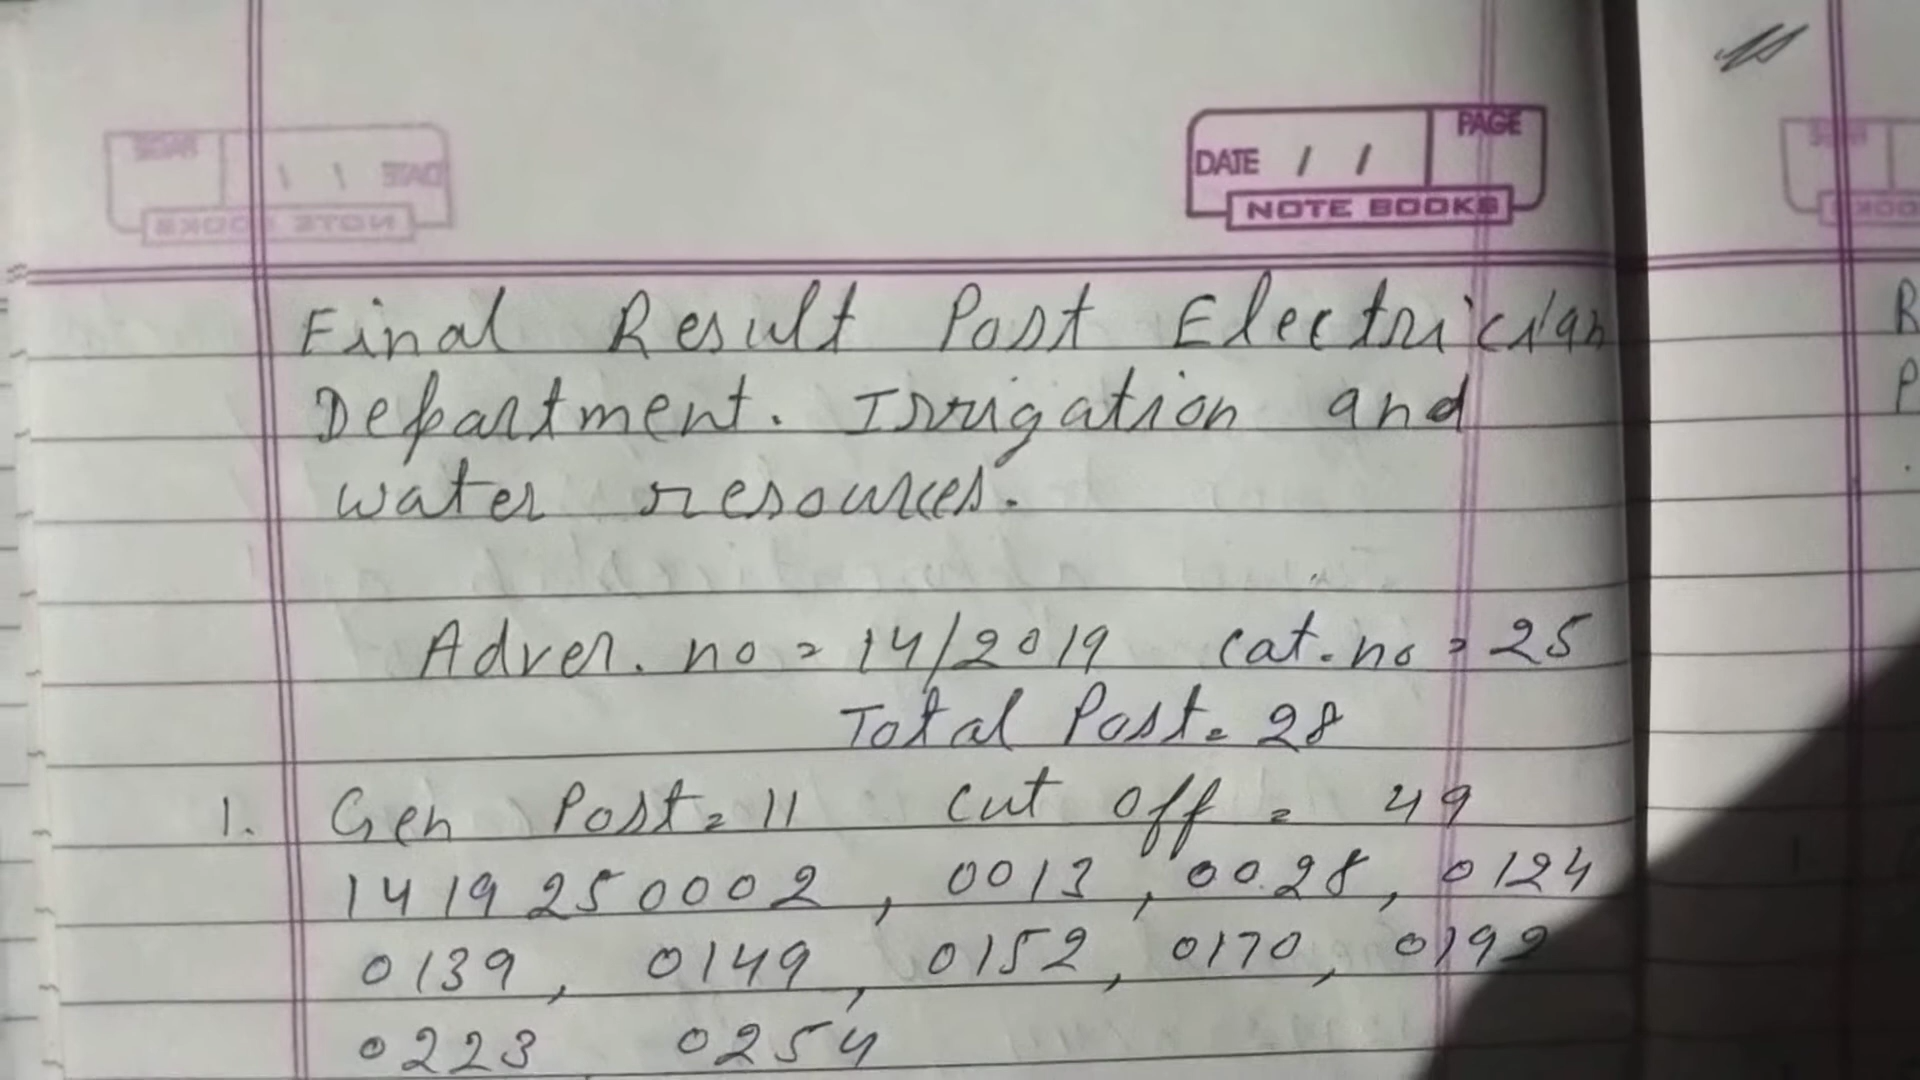 DATE / / PAGE
NOTE BOOKS
Final Result Post Electrician
Department. Irrigation and
water resources.
Adver. no = 14/2019 cat. no = 25
Total Post = 28
1. Gen Post = 11 cut off = 49
1419250002, 0013, 0028, 0124
0139, 0149, 0152, 0170, 0192
0223 0254
R
P